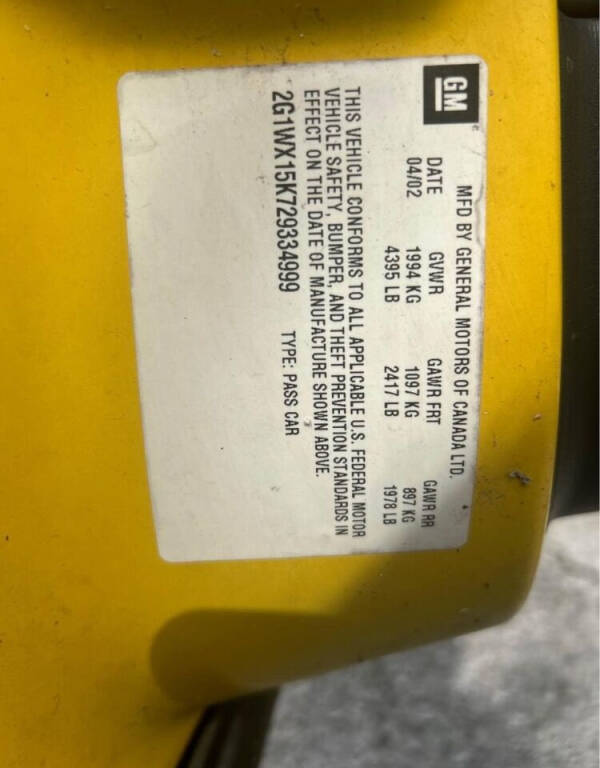 GM
MFD BY GENERAL MOTORS OF CANADA LTD.
DATE GVWR GAWR FRT GAWR RR
04/02 1994 KG 1097 KG 897 KG
4395 LB 2417 LB 1978 LB
THIS VEHICLE CONFORMS TO ALL APPLICABLE U.S. FEDERAL MOTOR
VEHICLE SAFETY, BUMPER, AND THEFT PREVENTION STANDARDS IN
EFFECT ON THE DATE OF MANUFACTURE SHOWN ABOVE.
2G1WX15K729334999 TYPE: PASS CAR